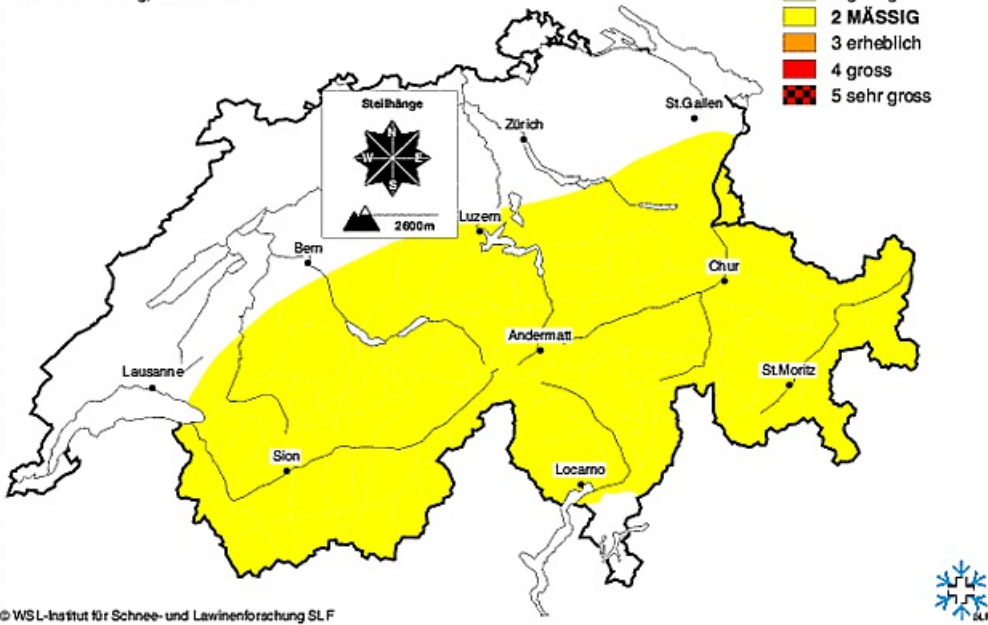 2 MÄSSIG
3 erheblich
4 gross
5 sehr gross
St.Gallen
Zürich
Steilhänge
N
W E
S
2600m
Luzern
Bern
Chur
Andermatt
Lausanne
St.Moritz
Sion
Locarno
© WSL-Institut für Schnee- und Lawinenforschung SLF
SLF